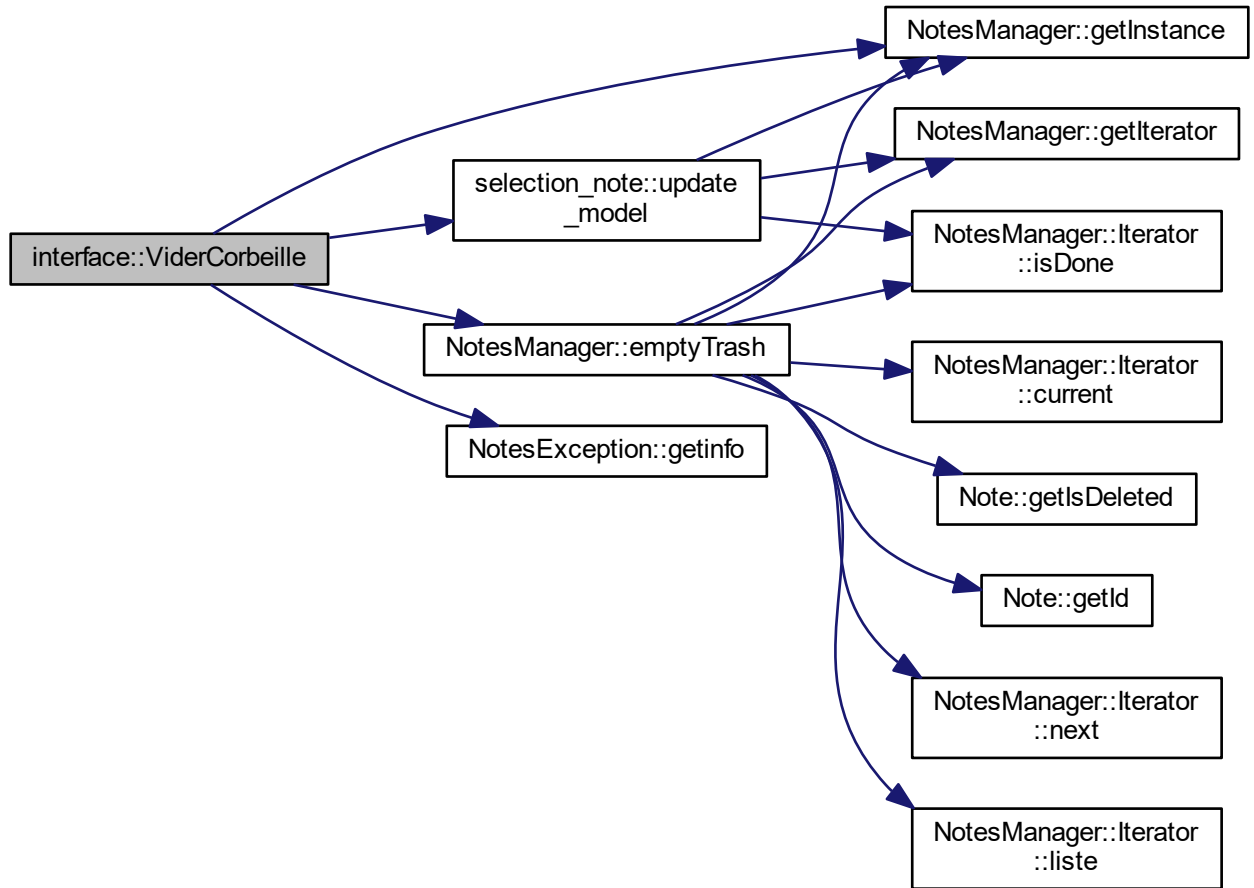 interface::ViderCorbeille
selection_note::update
_model
NotesManager::emptyTrash
NotesException::getinfo
NotesManager::getInstance
NotesManager::getIterator
NotesManager::Iterator
::isDone
NotesManager::Iterator
::current
Note::getIsDeleted
Note::getId
NotesManager::Iterator
::next
NotesManager::Iterator
::liste